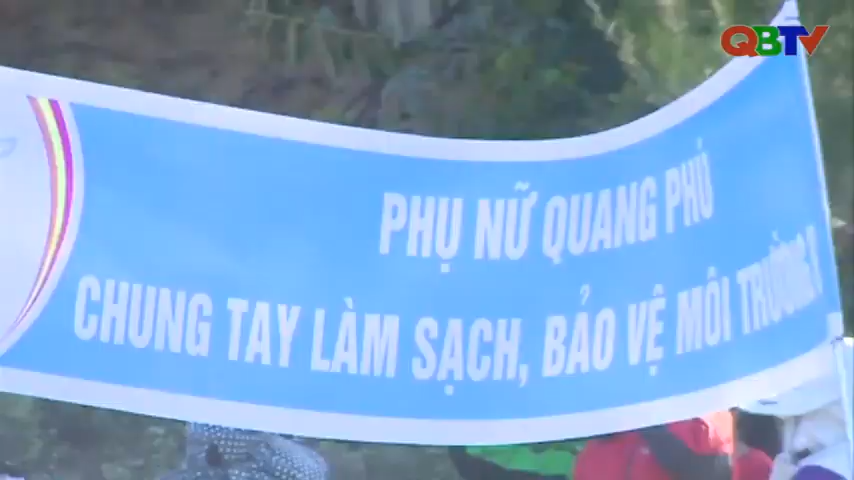 QBTV
PHỤ NỮ QUANG PHÚ
CHUNG TAY LÀM SẠCH, BẢO VỆ MÔI TRƯỜNG!